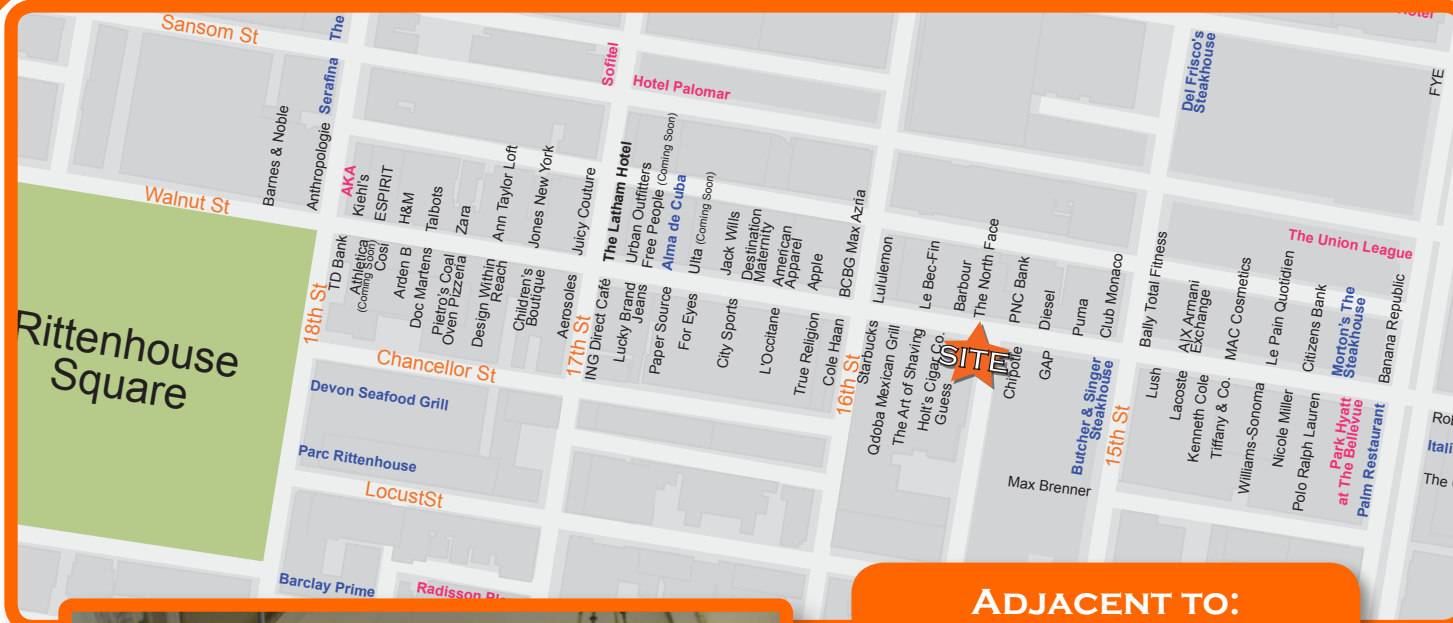 Sansom St
The
Serafina
Sofitel
Hotel Palomar
Hotel
Del Frisco's
Steakhouse
FYE
Walnut St
Barnes & Noble
Anthropologie
AKA
Kiehl's
ESPIRIT
H&M
Talbots
Zara
Ann Taylor Loft
Jones New York
Juicy Couture
The Latham Hotel
Urban Outfitters
Free People (Coming Soon)
Alma de Cuba
Ulta (Coming Soon)
Jack Wills
Destination
Maternity
American
Apparel
Apple
BCBG Max Azria
Lululemon
Le Bec-Fin
Barbour
The North Face
PNC Bank
Diesel
Puma
Club Monaco
Bally Total Fitness
A|X Armani
Exchange
MAC Cosmetics
Le Pain Quotidien
The Union League
Citizens Bank
Morton's The
Steakhouse
Banana Republic
Rittenhouse
Square
18th St
TD Bank
Athletica
(Coming Soon)
Cosi
Arden B
Doc Martens
Pietro's Coal
Oven Pizzeria
Design Within
Reach
Children's
Boutique
Aerosoles
17th St
ING Direct Café
Lucky Brand
Jeans
Paper Source
For Eyes
City Sports
L'Occitane
True Religion
Cole Haan
16th St
Starbucks
Qdoba Mexican Grill
The Art of Shaving
Holt's Cigar Co.
Guess
SITE
Chipotle
GAP
Butcher & Singer
Steakhouse
15th St
Lush
Lacoste
Kenneth Cole
Tiffany & Co.
Williams-Sonoma
Nicole Miller
Polo Ralph Lauren
Park Hyatt
at The Bellevue
Palm Restaurant
Chancellor St
Devon Seafood Grill
Parc Rittenhouse
LocustSt
Max Brenner
Barclay Prime
Radisson
The
ADJACENT TO: